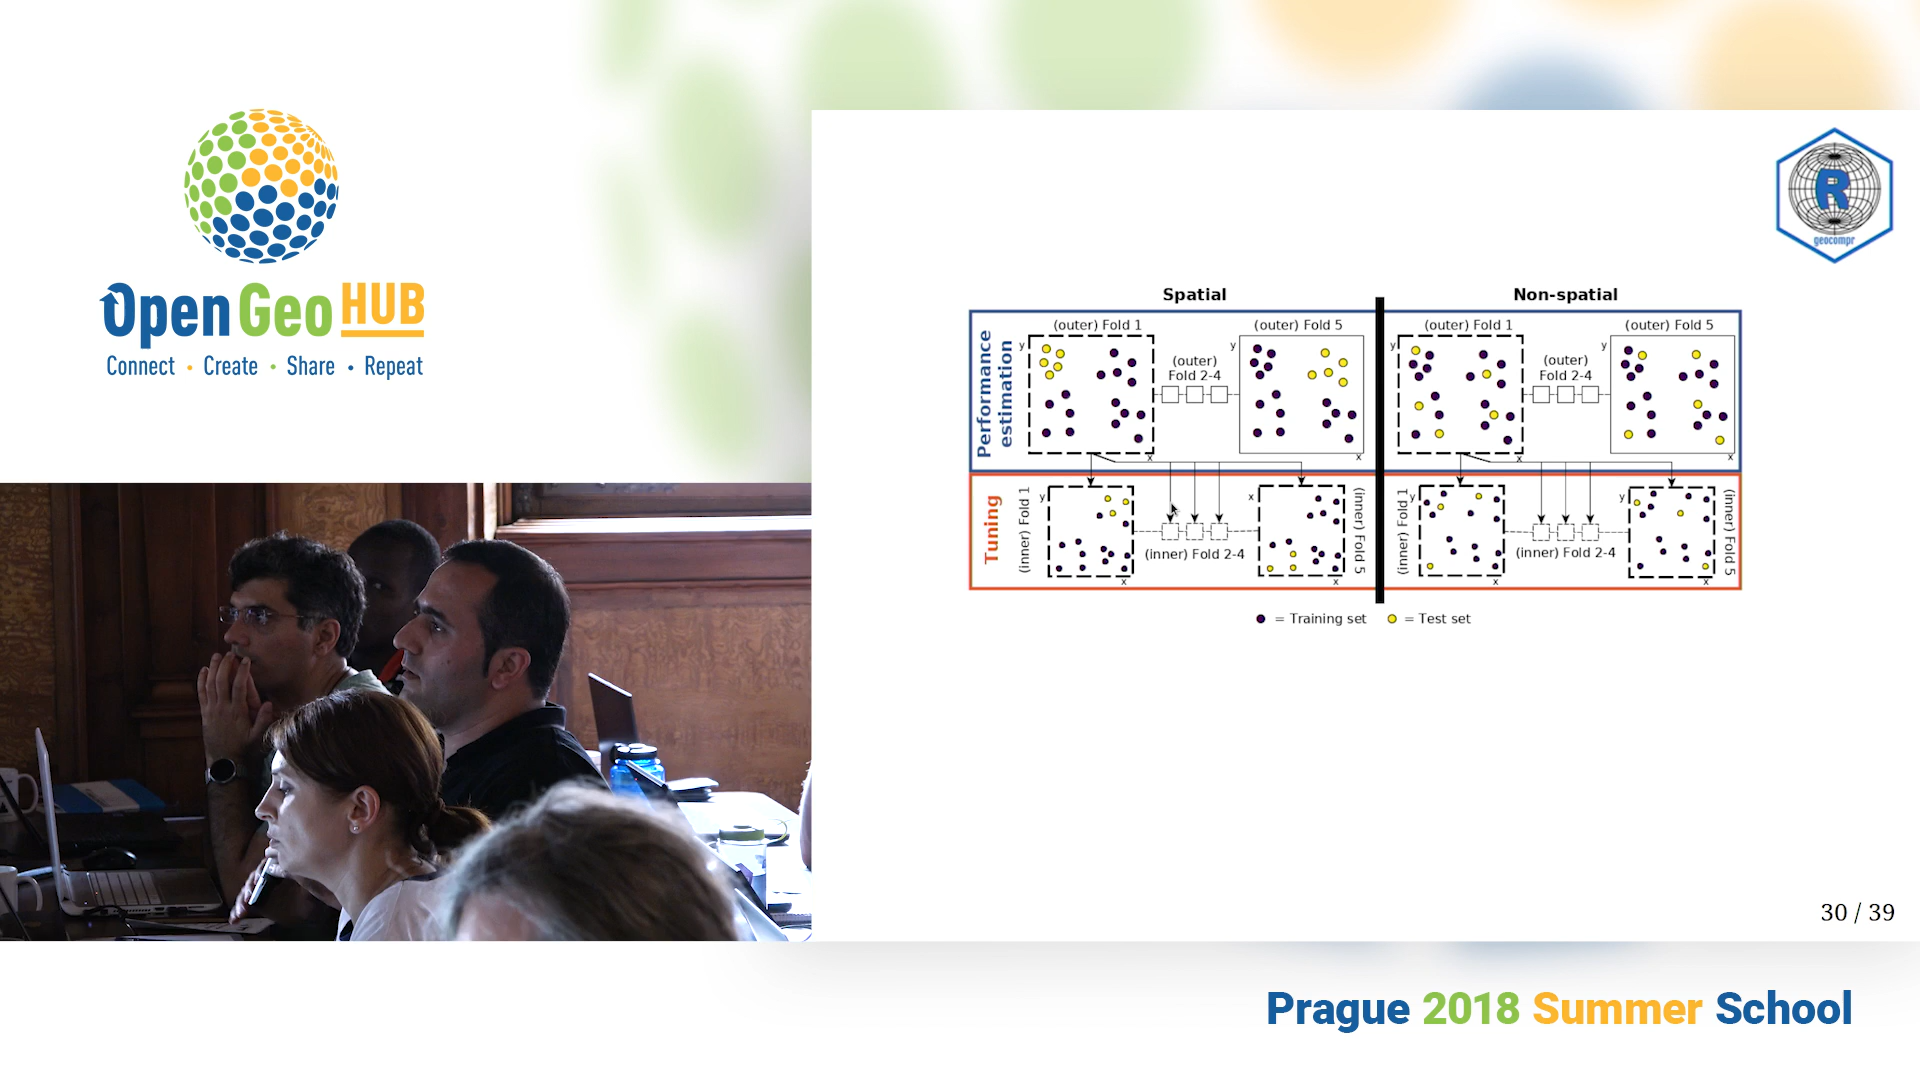 Open Geo HUB
Connect • Create • Share • Repeat
R
geocompr
Spatial
Non-spatial
Performance
estimation
(outer) Fold 1
(outer)
Fold 2-4
(outer) Fold 5
(outer) Fold 1
(outer)
Fold 2-4
(outer) Fold 5
y
x
y
x
y
x
y
x
Tuning
(inner) Fold 1
(inner) Fold 2-4
(inner) Fold 5
(inner) Fold 1
(inner) Fold 2-4
(inner) Fold 5
y
x
x
x
y
x
y
x
= Training set
= Test set
30 / 39
Prague 2018 Summer School